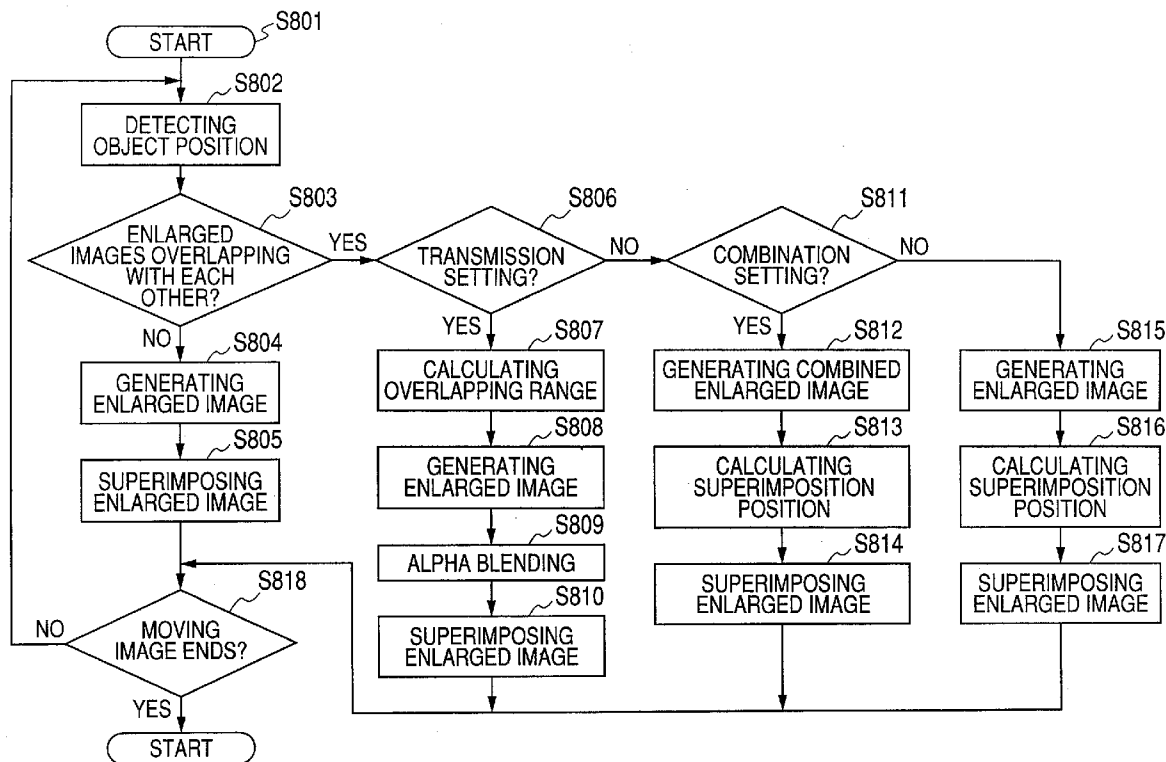 START
S801
S802
DETECTING
OBJECT POSITION
S803
ENLARGED
IMAGES OVERLAPPING
WITH EACH
OTHER?
YES
NO
S804
GENERATING
ENLARGED IMAGE
S805
SUPERIMPOSING
ENLARGED IMAGE
S806
TRANSMISSION
SETTING?
NO
YES
S807
CALCULATING
OVERLAPPING RANGE
S808
GENERATING
ENLARGED IMAGE
S809
ALPHA BLENDING
S810
SUPERIMPOSING
ENLARGED IMAGE
S811
COMBINATION
SETTING?
NO
YES
S812
GENERATING COMBINED
ENLARGED IMAGE
S813
CALCULATING
SUPERIMPOSITION
POSITION
S814
SUPERIMPOSING
ENLARGED IMAGE
S815
GENERATING
ENLARGED IMAGE
S816
CALCULATING
SUPERIMPOSITION
POSITION
S817
SUPERIMPOSING
ENLARGED IMAGE
S818
MOVING
IMAGE ENDS?
NO
YES
START